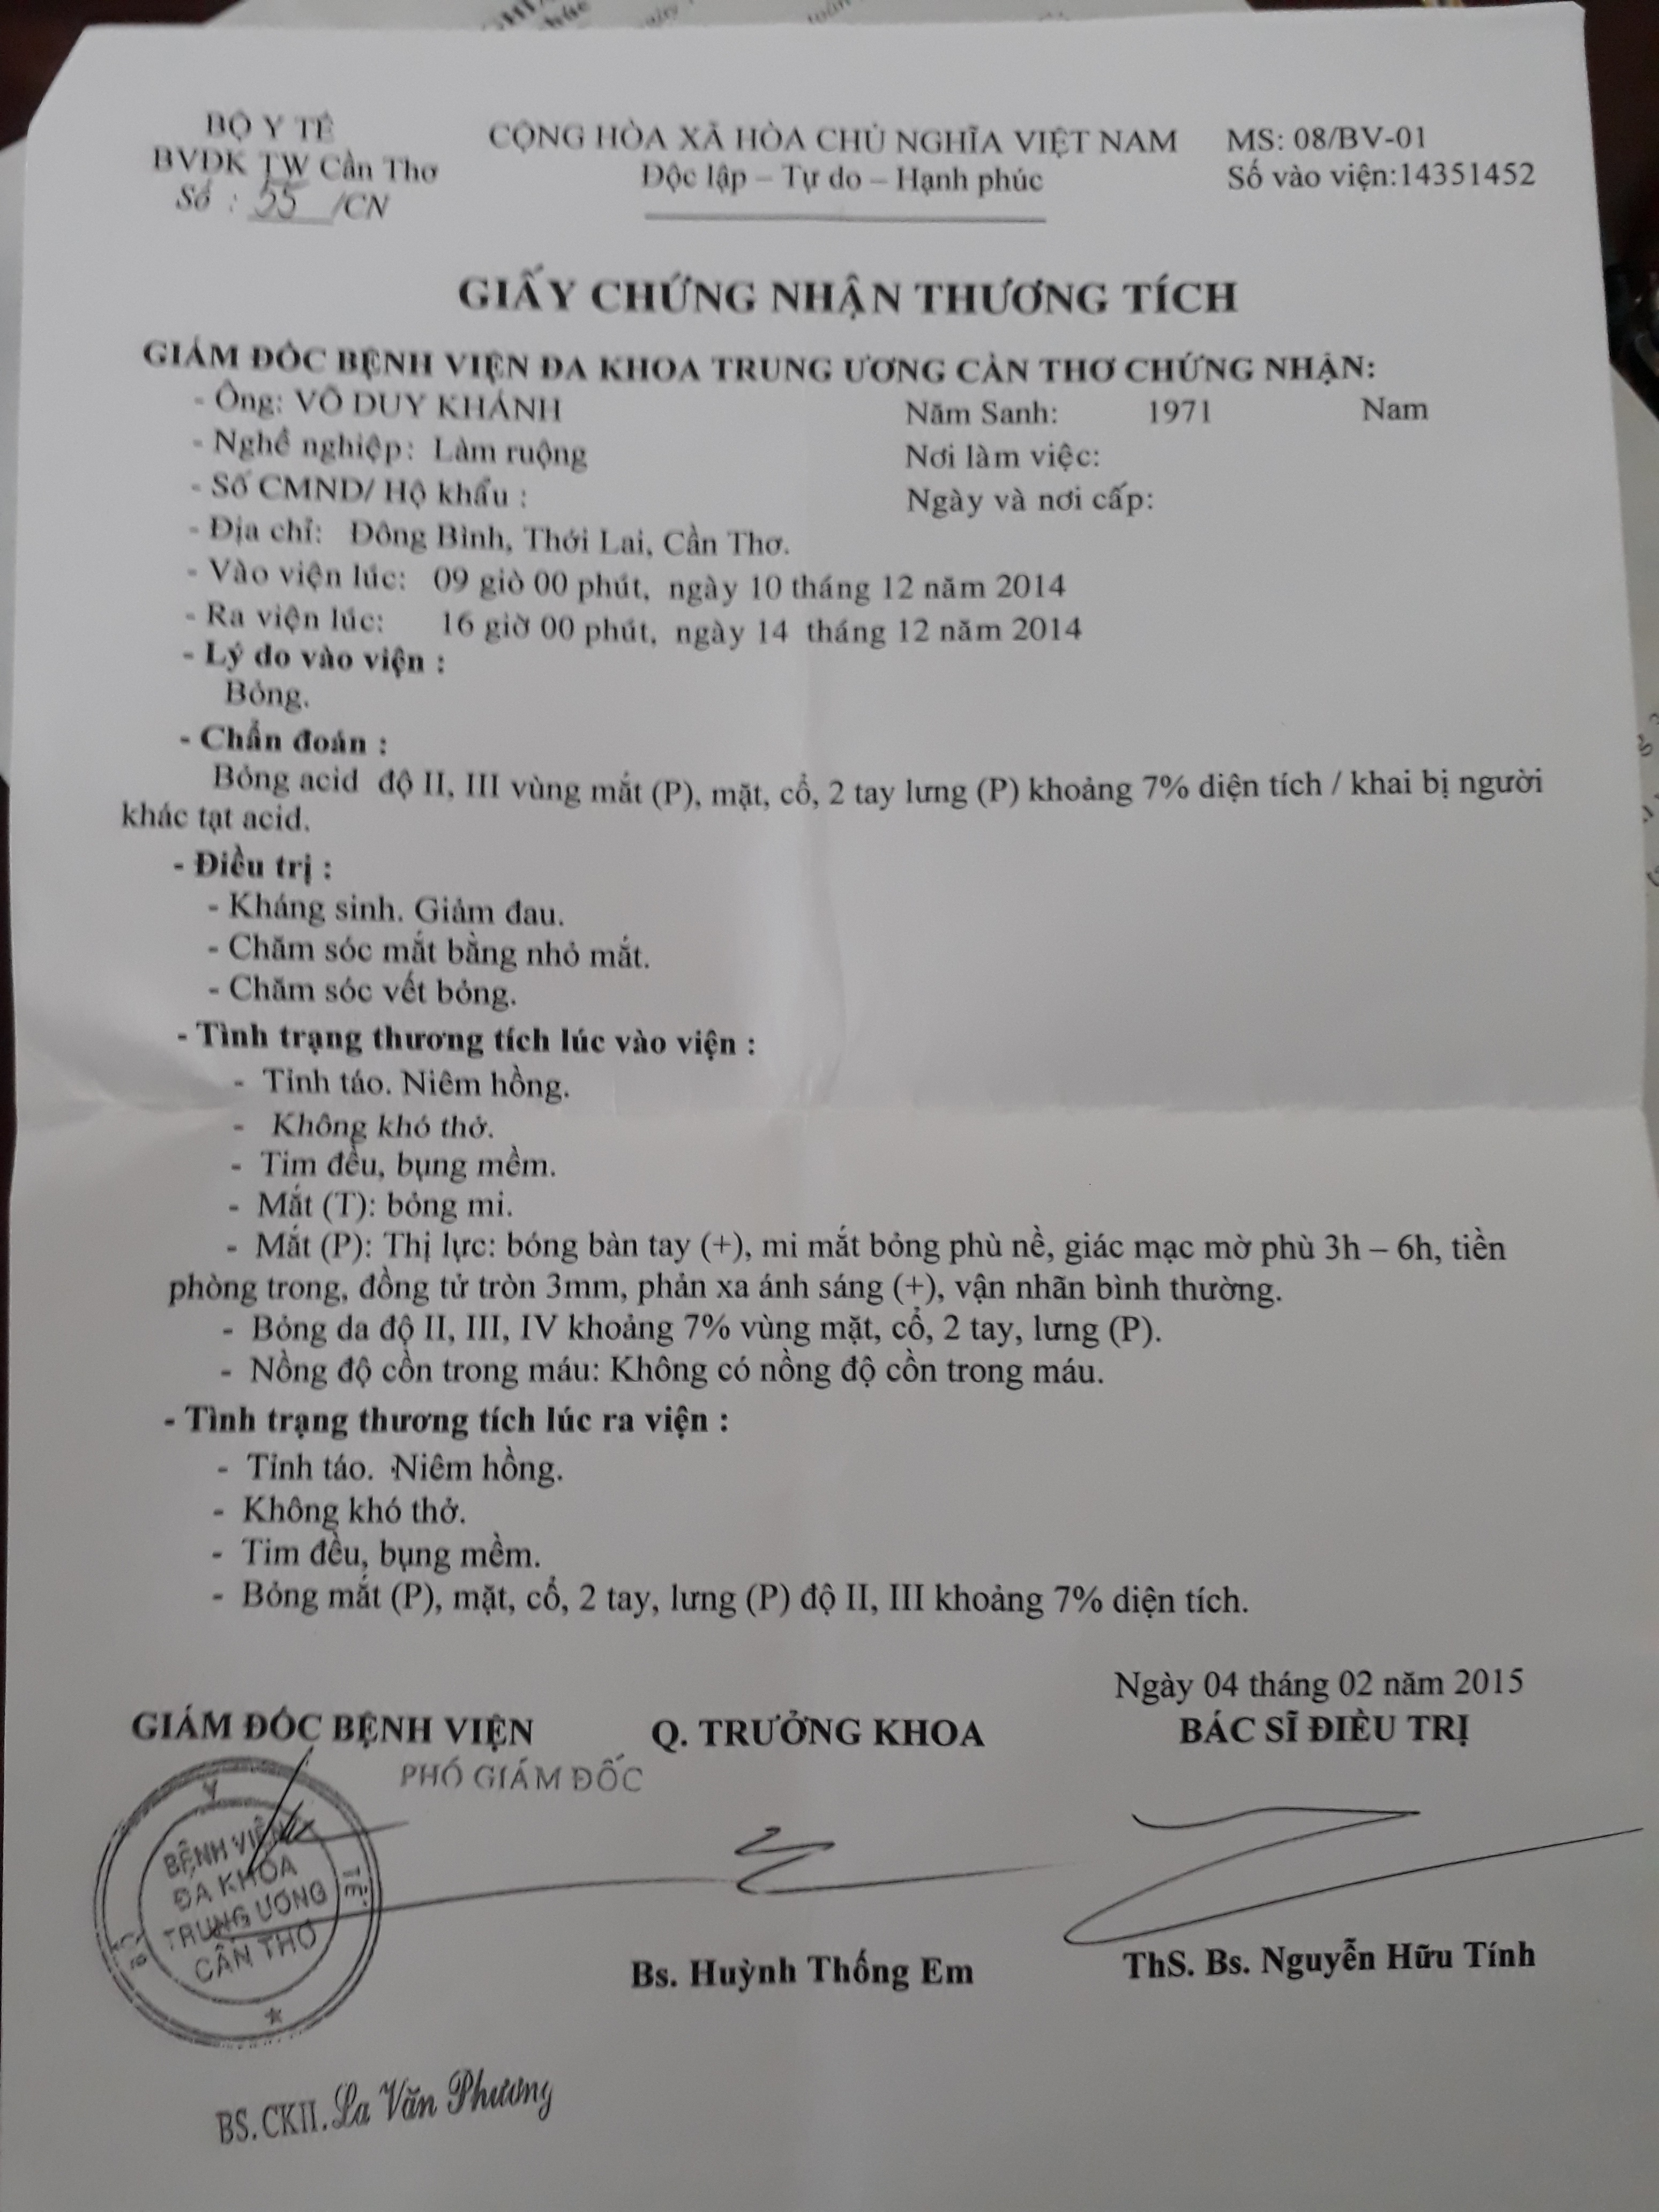 BỘ Y TẾ
BVĐK TW Cần Thơ
Số : 55 /CN
CỘNG HÒA XÃ HÒA CHỦ NGHĨA VIỆT NAM
Độc lập – Tự do – Hạnh phúc
MS: 08/BV-01
Số vào viện:14351452
GIẤY CHỨNG NHẬN THƯƠNG TÍCH
GIÁM ĐỐC BỆNH VIỆN ĐA KHOA TRUNG ƯƠNG CẦN THƠ CHỨNG NHẬN:
- Ông: VÕ DUY KHÁNH Năm Sanh: 1971 Nam
- Nghề nghiệp: Làm ruộng Nơi làm việc:
- Số CMND/ Hộ khẩu : Ngày và nơi cấp:
- Địa chỉ: Đông Bình, Thới Lai, Cần Thơ.
- Vào viện lúc: 09 giờ 00 phút, ngày 10 tháng 12 năm 2014
- Ra viện lúc: 16 giờ 00 phút, ngày 14 tháng 12 năm 2014
- Lý do vào viện :
Bỏng.
- Chẩn đoán :
Bỏng acid độ II, III vùng mắt (P), mặt, cổ, 2 tay lưng (P) khoảng 7% diện tích / khai bị người
khác tạt acid.
- Điều trị :
- Kháng sinh. Giảm đau.
- Chăm sóc mắt bằng nhỏ mắt.
- Chăm sóc vết bỏng.
- Tình trạng thương tích lúc vào viện :
- Tỉnh táo. Niêm hồng.
- Không khó thở.
- Tim đều, bụng mềm.
- Mắt (T): bỏng mi.
- Mắt (P): Thị lực: bóng bàn tay (+), mi mắt bỏng phù nề, giác mạc mờ phù 3h – 6h, tiền
phòng trong, đồng tử tròn 3mm, phản xa ánh sáng (+), vận nhãn bình thường.
- Bỏng da độ II, III, IV khoảng 7% vùng mặt, cổ, 2 tay, lưng (P).
- Nồng độ cồn trong máu: Không có nồng độ cồn trong máu.
- Tình trạng thương tích lúc ra viện :
- Tỉnh táo. Niêm hồng.
- Không khó thở.
- Tim đều, bụng mềm.
- Bỏng mắt (P), mặt, cổ, 2 tay, lưng (P) độ II, III khoảng 7% diện tích.
Ngày 04 tháng 02 năm 2015
GIÁM ĐỐC BỆNH VIỆN Q. TRƯỞNG KHOA BÁC SĨ ĐIỀU TRỊ
PHÓ GIÁM ĐỐC
BỘ Y TẾ
BỆNH VIỆN
ĐA KHOA
TRUNG ƯƠNG
CẦN THƠ
Bs. Huỳnh Thống Em ThS. Bs. Nguyễn Hữu Tính
BS.CKII. La Văn Phương